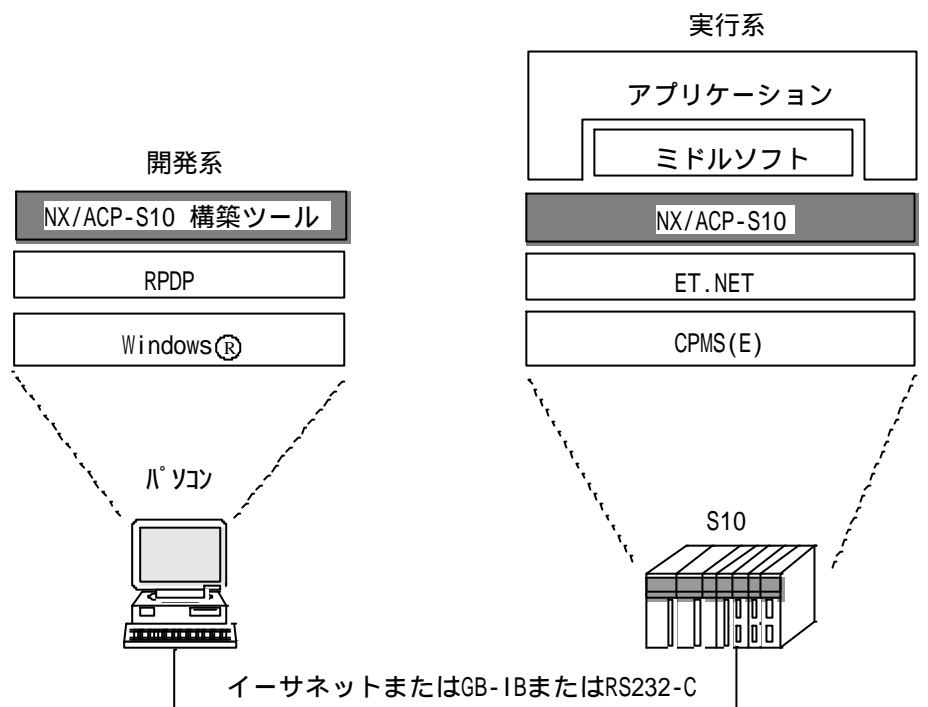 実行系
アプリケーション
ミドルソフト
開発系
NX/ACP-S10 構築ツール
NX/ACP-S10
RPDP
ET.NET
Windows®
CPMS(E)
パソコン
S10
イーサネットまたはGB-IBまたはRS232-C